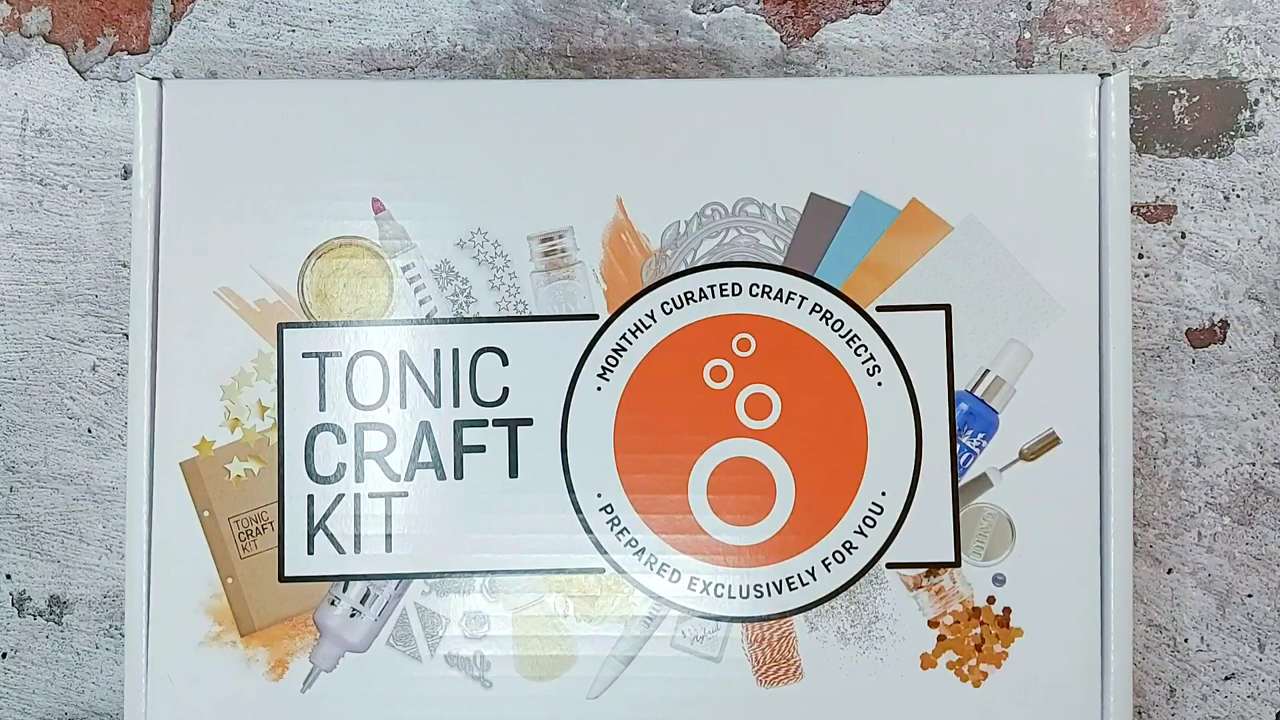 TONIC
CRAFT
KIT
· MONTHLY CURATED CRAFT PROJECTS ·
· PREPARED EXCLUSIVELY FOR YOU ·
TONIC
CRAFT
KIT